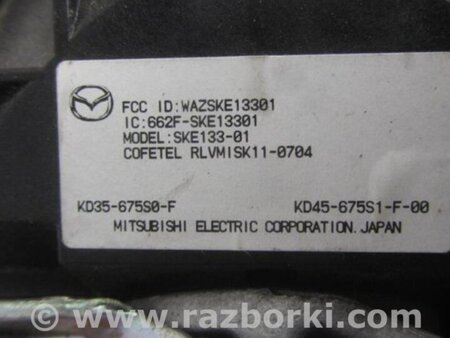 FCC ID:WAZSKE13301
IC:662F-SKE13301
MODEL:SKE133-01
COFETEL RLVMISK11-0704
KD35-675S0-F KD45-675S1-F-00
MITSUBISHI ELECTRIC CORPORATION.JAPAN
www.razborki.com